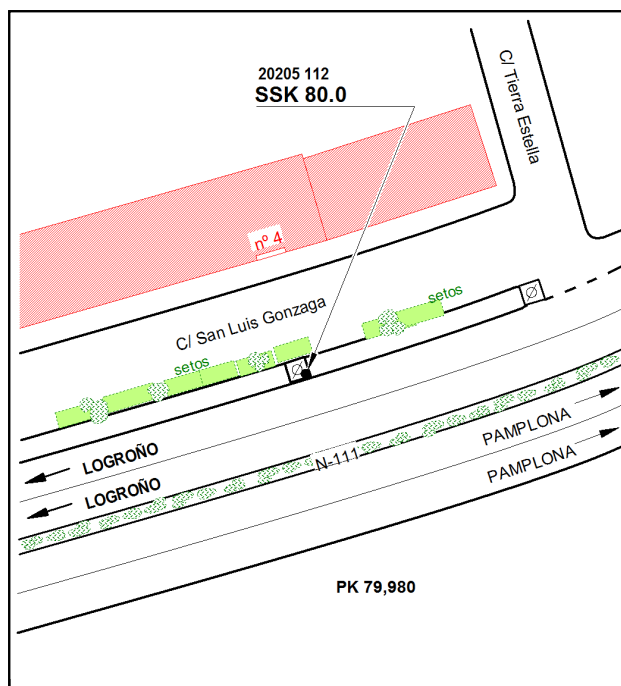 C/ Tierra Estella
20205 112
SSK 80.0
nº 4
setos
C/ San Luis Gonzaga
setos
LOGROÑO
PAMPLONA
N-111
LOGROÑO
PAMPLONA
PK 79,980